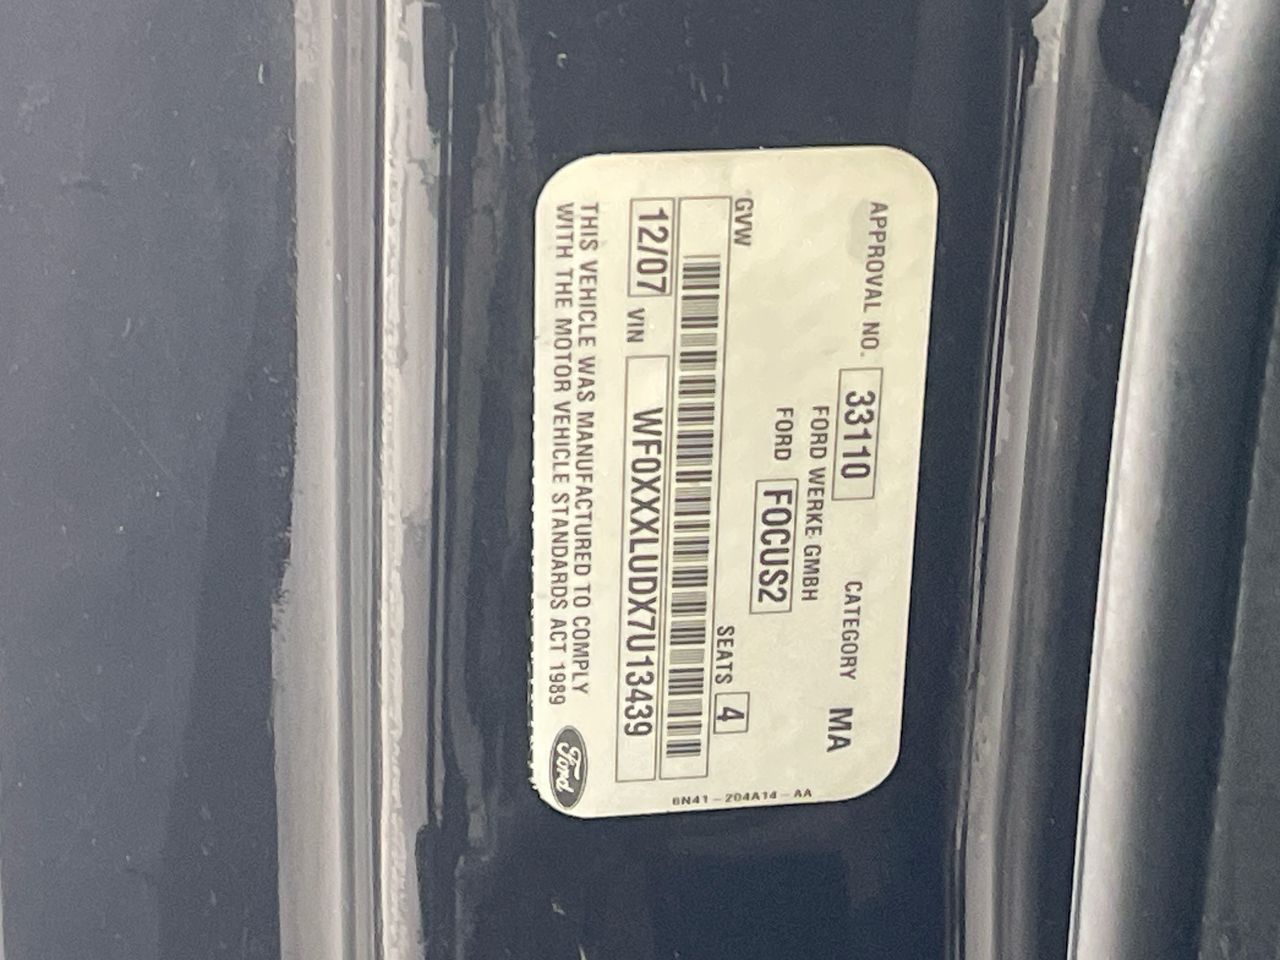 APPROVAL NO. 33110 CATEGORY MA
FORD WERKE GMBH
FORD FOCUS2
GVW SEATS 4
12/07 VIN WF0XXXLUDX7U13439
THIS VEHICLE WAS MANUFACTURED TO COMPLY
WITH THE MOTOR VEHICLE STANDARDS ACT 1989
Ford
6N41-204A14-AA